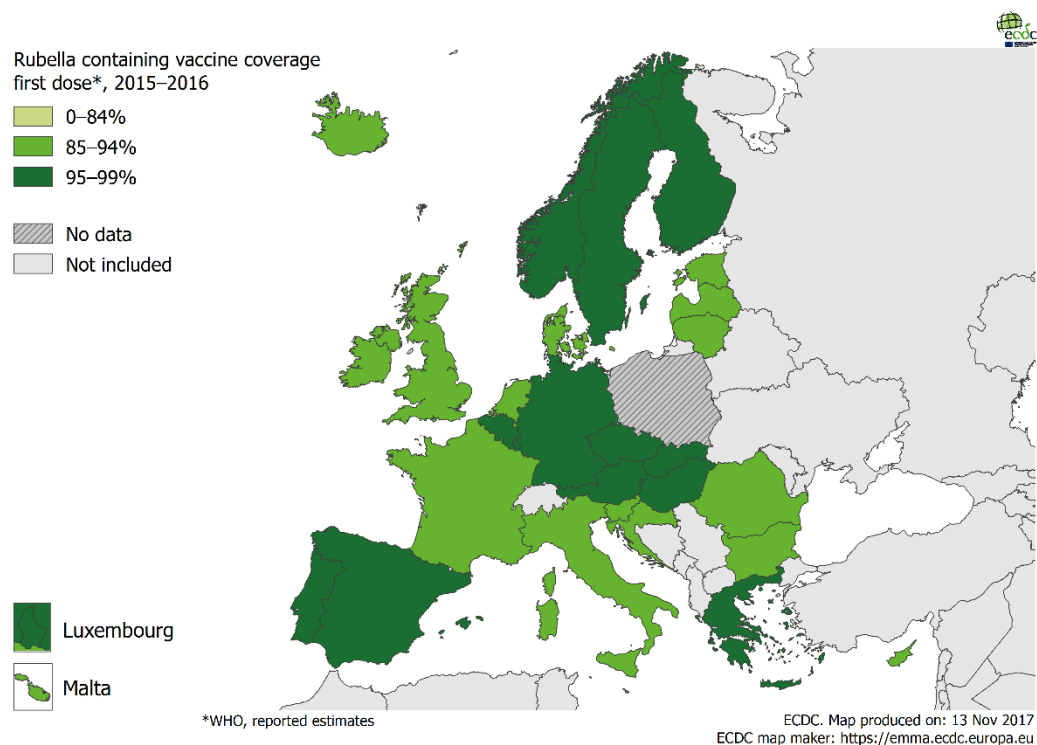 ecdc
Rubella containing vaccine coverage
first dose*, 2015–2016
0–84%
85–94%
95–99%
No data
Not included
Luxembourg
Malta
*WHO, reported estimates
ECDC. Map produced on: 13 Nov 2017
ECDC map maker: https://emma.ecdc.europa.eu